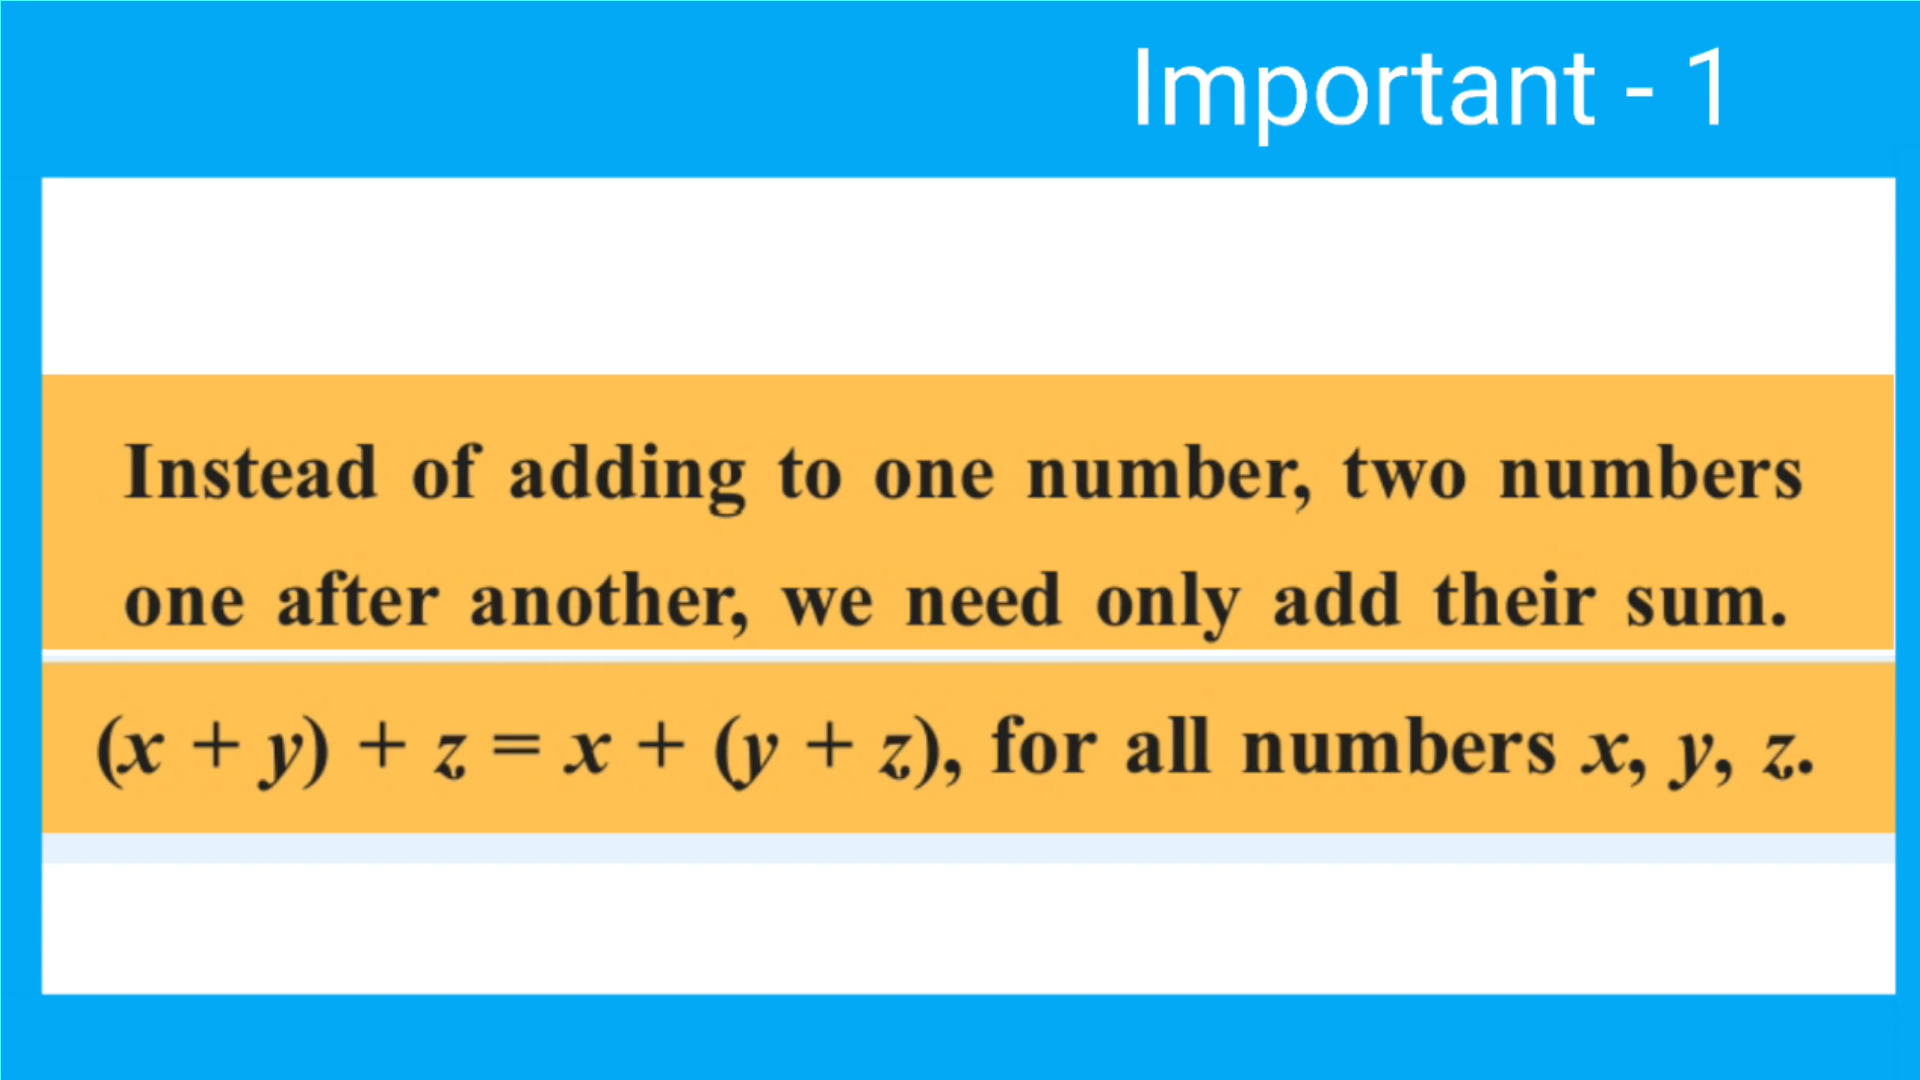 Important - 1
Instead of adding to one number, two numbers
one after another, we need only add their sum.
(x + y) + z = x + (y + z), for all numbers x, y, z.